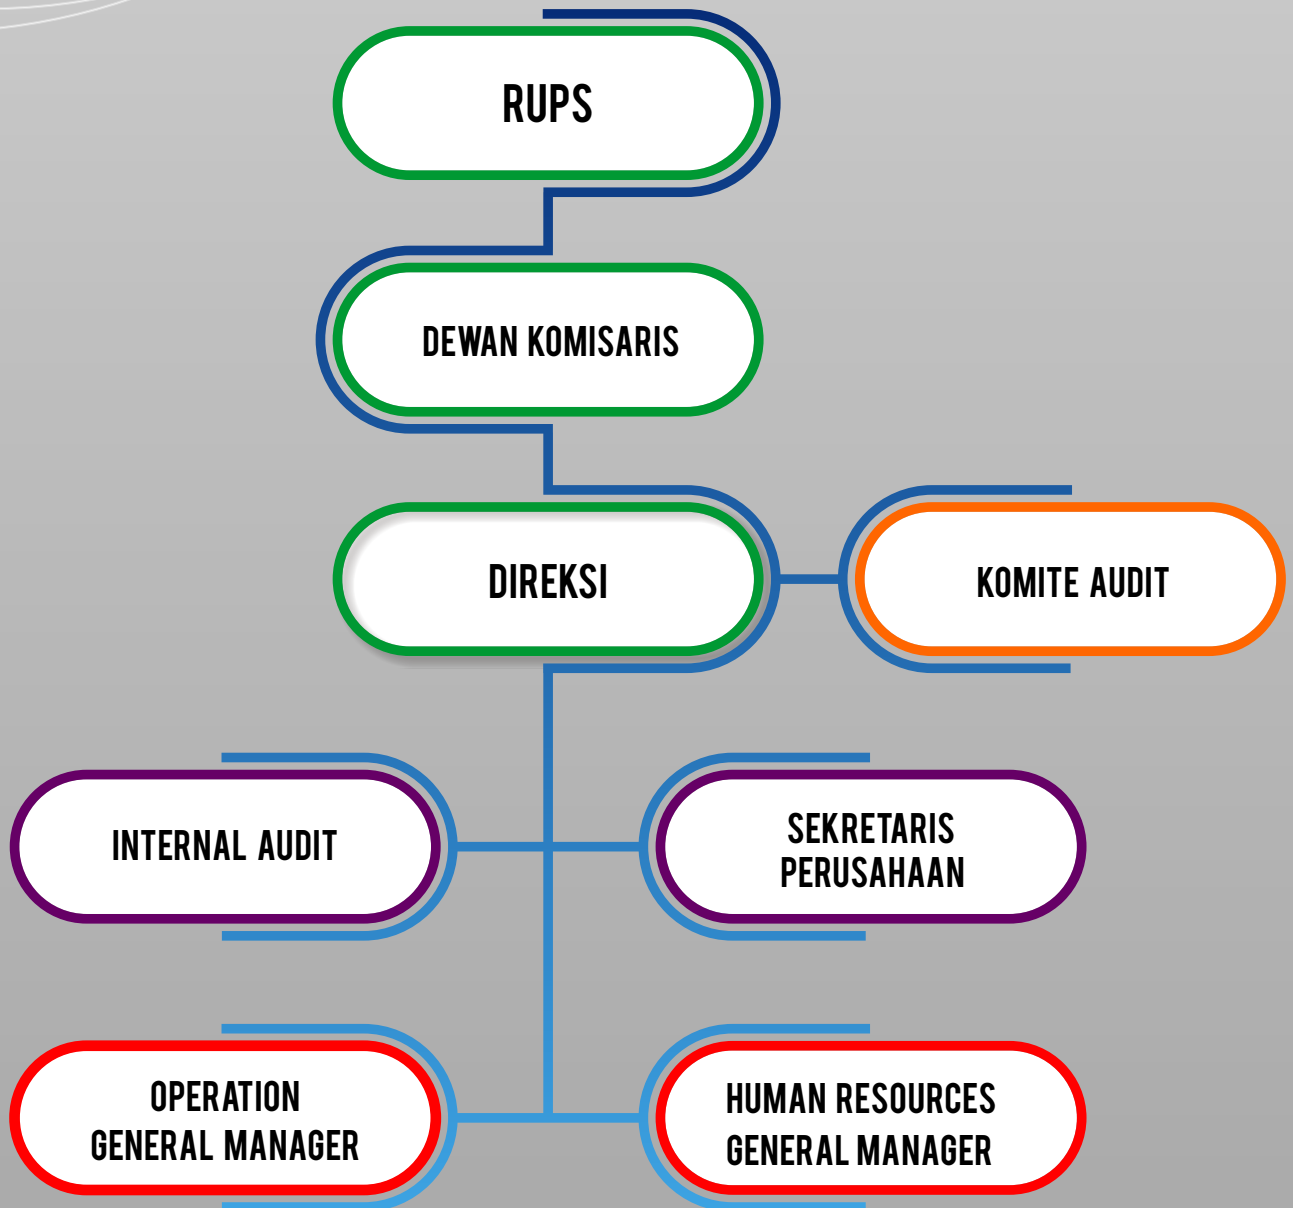 RUPS
DEWAN KOMISARIS
DIREKSI
KOMITE AUDIT
INTERNAL AUDIT
SEKRETARIS
PERUSAHAAN
OPERATION
GENERAL MANAGER
HUMAN RESOURCES
GENERAL MANAGER